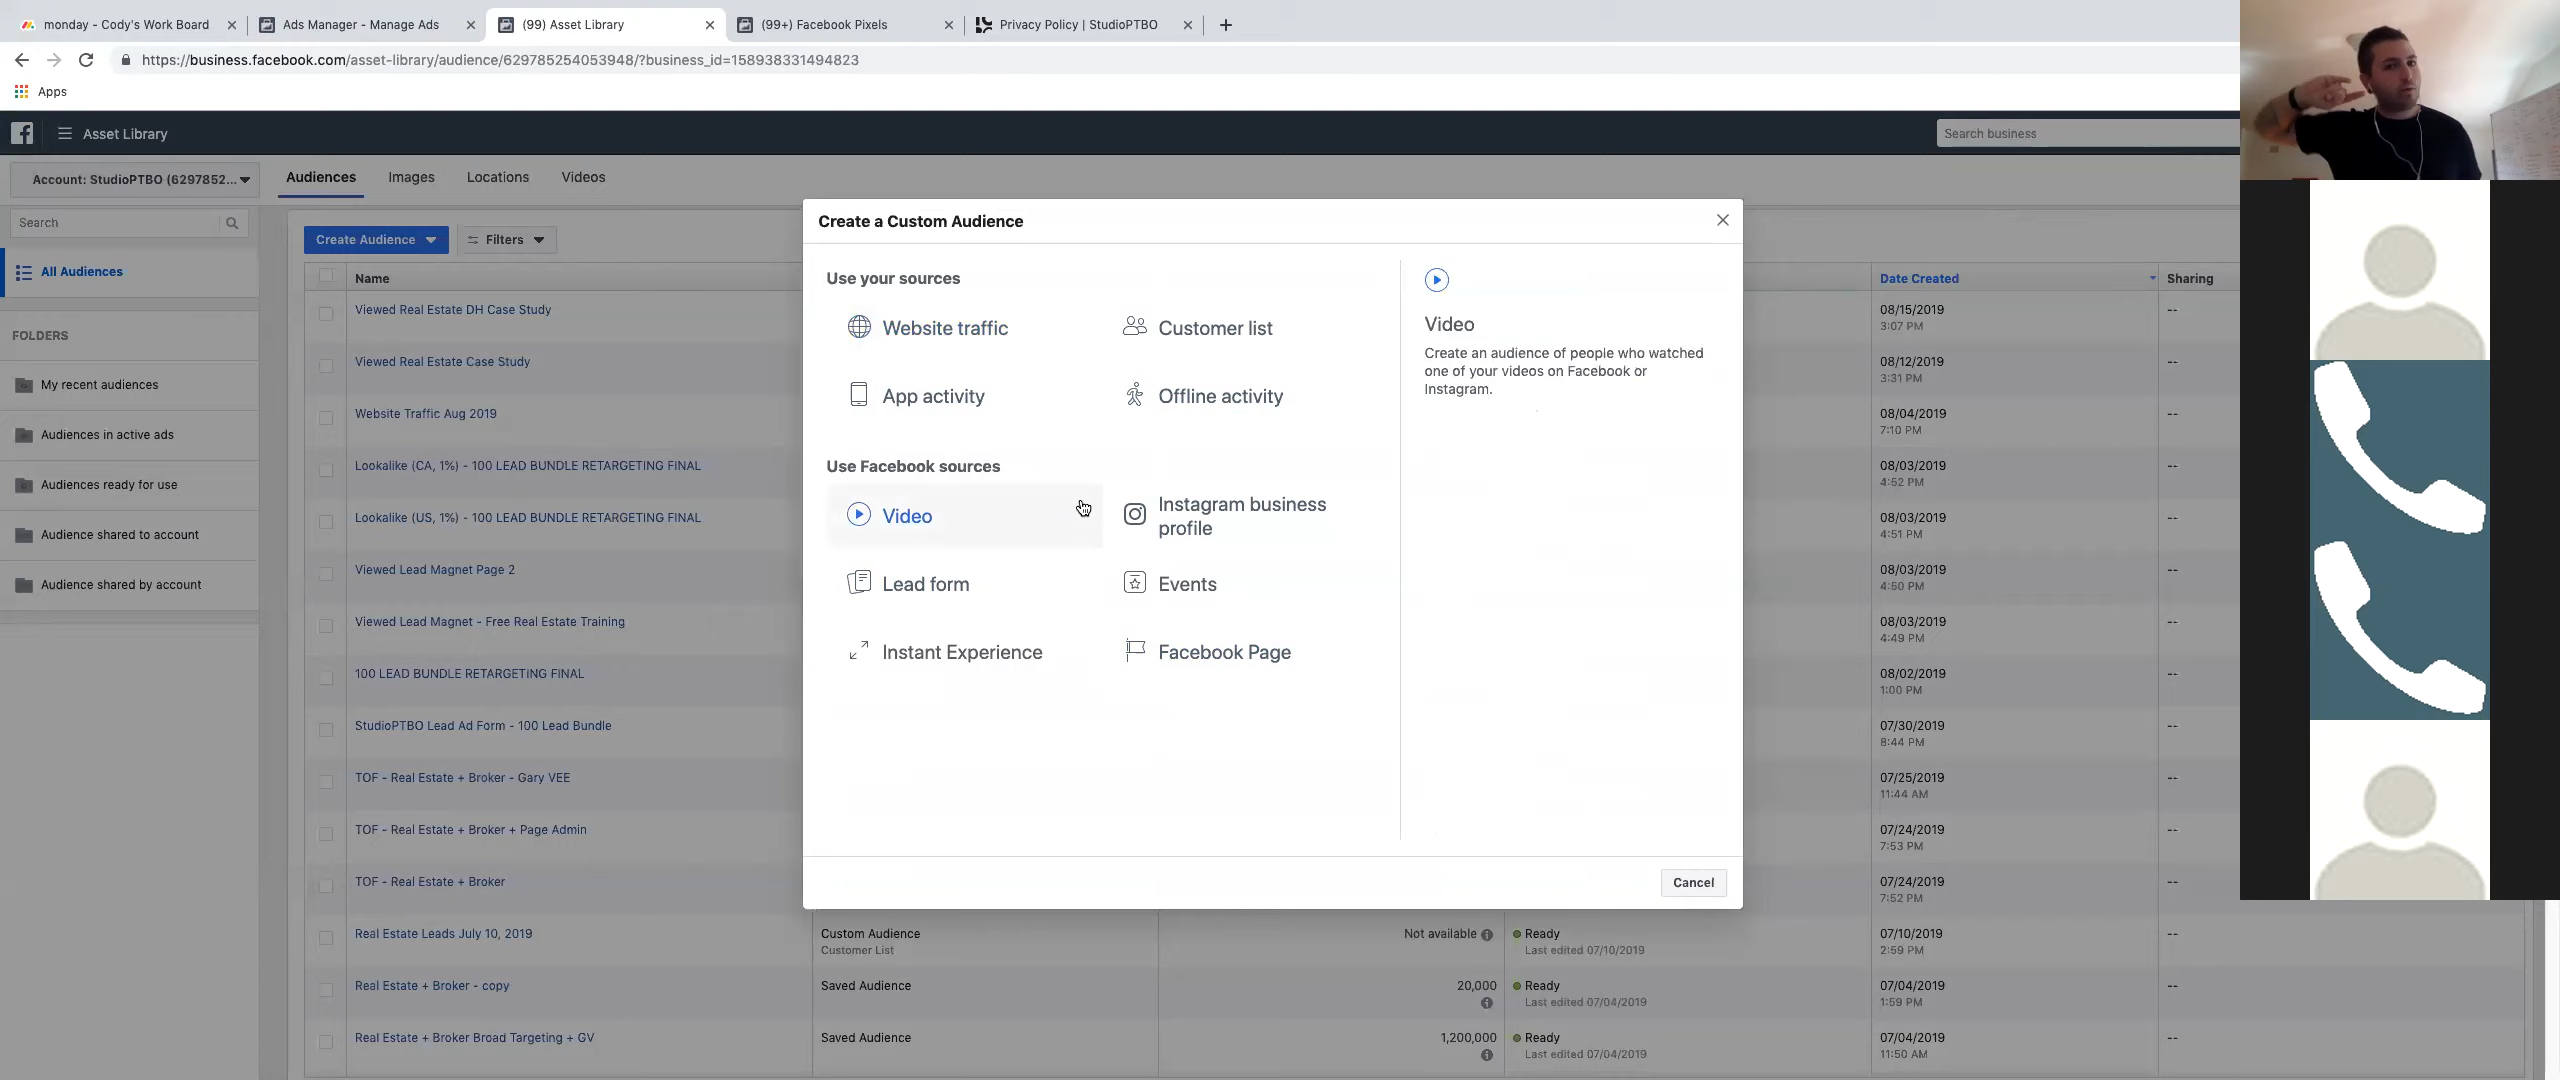 monday - Cody's Work Board
Ads Manager - Manage Ads
(99) Asset Library
(99+) Facebook Pixels
Privacy Policy | StudioPTBO
https://business.facebook.com/asset-library/audience/629785254053948/?business_id=158938331494823
Apps
Asset Library
Search business
Account: StudioPTBO (6297852...
Audiences
Images
Locations
Videos
Search
Create Audience
Filters
All Audiences
FOLDERS
My recent audiences
Audiences in active ads
Audiences ready for use
Audience shared to account
Audience shared by account
Name
Date Created
Sharing
Viewed Real Estate DH Case Study
08/15/2019
3:07 PM
--
Viewed Real Estate Case Study
08/12/2019
3:31 PM
--
Website Traffic Aug 2019
08/04/2019
7:10 PM
--
Lookalike (CA, 1%) - 100 LEAD BUNDLE RETARGETING FINAL
08/03/2019
4:52 PM
--
Lookalike (US, 1%) - 100 LEAD BUNDLE RETARGETING FINAL
08/03/2019
4:51 PM
--
Viewed Lead Magnet Page 2
08/03/2019
4:50 PM
--
Viewed Lead Magnet - Free Real Estate Training
08/03/2019
4:49 PM
--
100 LEAD BUNDLE RETARGETING FINAL
08/02/2019
1:00 PM
--
StudioPTBO Lead Ad Form - 100 Lead Bundle
07/30/2019
8:44 PM
--
TOF - Real Estate + Broker - Gary VEE
07/25/2019
11:44 AM
--
TOF - Real Estate + Broker + Page Admin
07/24/2019
7:53 PM
--
TOF - Real Estate + Broker
07/24/2019
7:52 PM
--
Real Estate Leads July 10, 2019
Custom Audience
Customer List
Not available
Ready
Last edited 07/10/2019
07/10/2019
2:59 PM
--
Real Estate + Broker - copy
Saved Audience
20,000
Ready
Last edited 07/04/2019
07/04/2019
1:59 PM
--
Real Estate + Broker Broad Targeting + GV
Saved Audience
1,200,000
Ready
Last edited 07/04/2019
07/04/2019
11:50 AM
--
Create a Custom Audience
Use your sources
Website traffic
Customer list
App activity
Offline activity
Use Facebook sources
Video
Instagram business
profile
Lead form
Events
Instant Experience
Facebook Page
Video
Create an audience of people who watched
one of your videos on Facebook or
Instagram.
Cancel